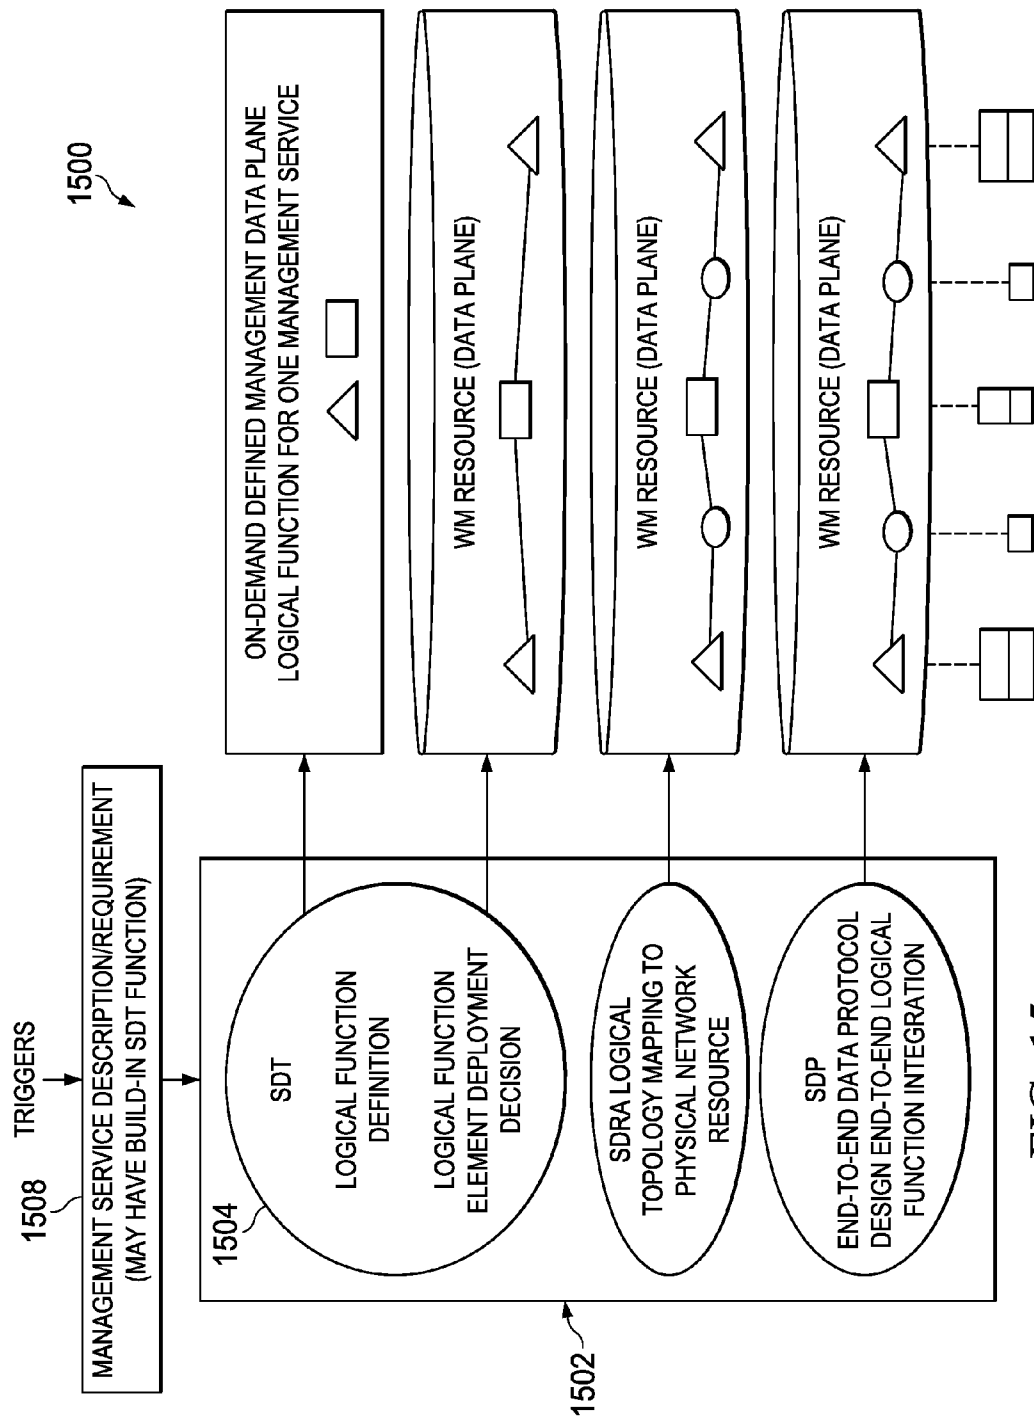 1500
TRIGGERS
1508
MANAGEMENT SERVICE DESCRIPTION/REQUIREMENT
(MAY HAVE BUILD-IN SDT FUNCTION)
1502
1504
SDT
LOGICAL FUNCTION
DEFINITION
LOGICAL FUNCTION
ELEMENT DEPLOYMENT
DECISION
SDRA LOGICAL
TOPOLOGY MAPPING TO
PHYSICAL NETWORK
RESOURCE
SDP
END-TO-END DATA PROTOCOL
DESIGN END-TO-END LOGICAL
FUNCTION INTEGRATION
ON-DEMAND DEFINED MANAGEMENT DATA PLANE
LOGICAL FUNCTION FOR ONE MANAGEMENT SERVICE
WM RESOURCE (DATA PLANE)
WM RESOURCE (DATA PLANE)
WM RESOURCE (DATA PLANE)